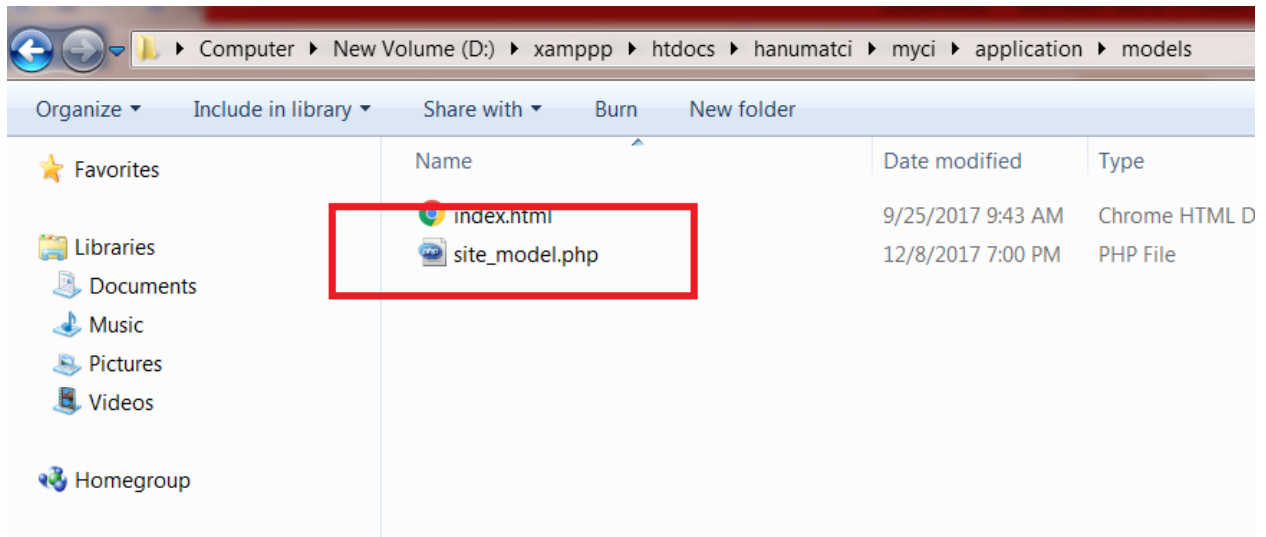 Computer New Volume (D:) xamppp htdocs hanumatci myci application models
Organize Include in library Share with Burn New folder
Favorites
Libraries
Documents
Music
Pictures
Videos
Homegroup
Name Date modified Type
index.html 9/25/2017 9:43 AM Chrome HTML D
site_model.php 12/8/2017 7:00 PM PHP File